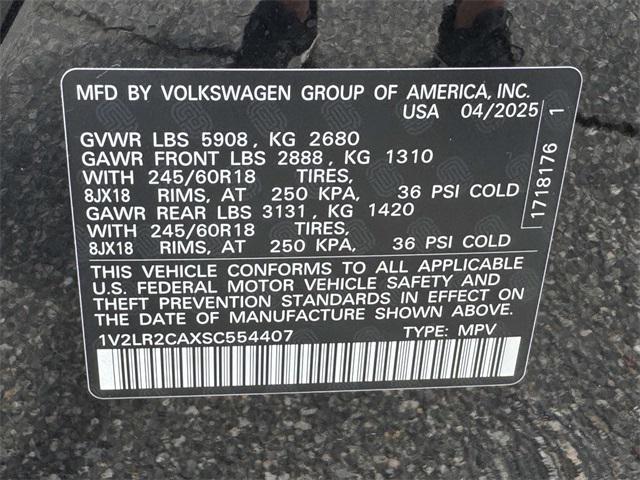 MFD BY VOLKSWAGEN GROUP OF AMERICA, INC.
USA 04/2025
GVWR LBS 5908, KG 2680
GAWR FRONT LBS 2888, KG 1310
WITH 245/60R18 TIRES,
8JX18 RIMS, AT 250 KPA, 36 PSI COLD
GAWR REAR LBS 3131, KG 1420
WITH 245/60R18 TIRES,
8JX18 RIMS, AT 250 KPA, 36 PSI COLD
THIS VEHICLE CONFORMS TO ALL APPLICABLE
U.S. FEDERAL MOTOR VEHICLE SAFETY AND
THEFT PREVENTION STANDARDS IN EFFECT ON
THE DATE OF MANUFACTURE SHOWN ABOVE.
1V2LR2CAXSC554407 TYPE: MPV
1718176 1